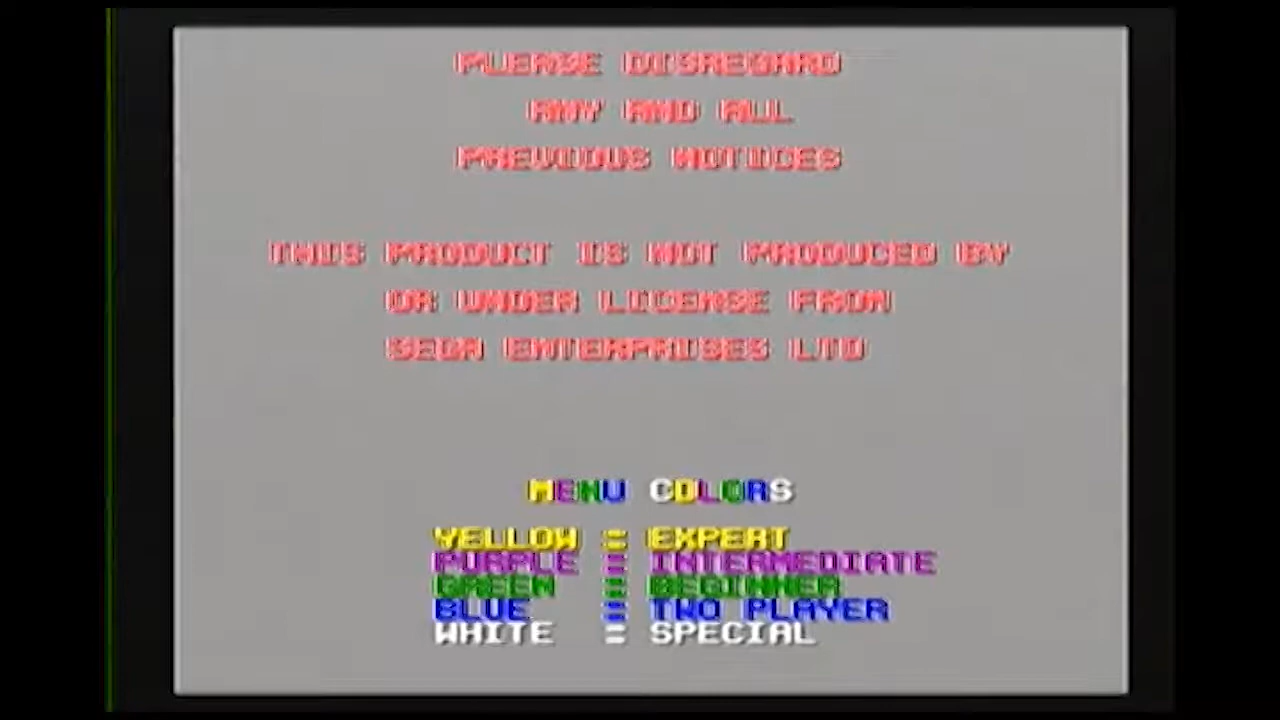 PLEASE DISREGARD
ANY AND ALL
PREVIOUS NOTICES
THIS PRODUCT IS NOT PRODUCED BY
OR UNDER LICENSE FROM
SEGA ENTERPRISES LTD
MENU COLORS
YELLOW = EXPERT
PURPLE = INTERMEDIATE
GREEN = BEGINNER
BLUE = TWO PLAYER
WHITE = SPECIAL